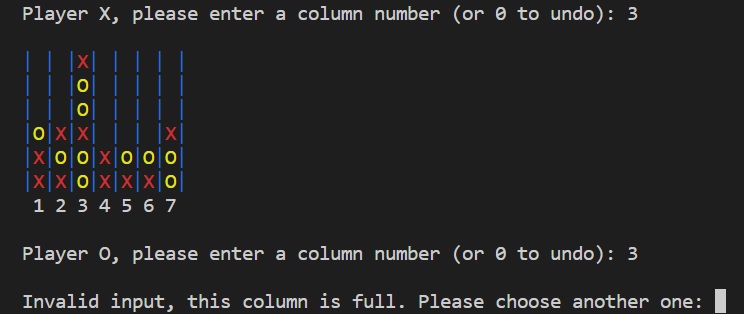 Player X, please enter a column number (or 0 to undo): 3
| | |X| | | | |
| | |O| | | | |
| | |O| | | | |
|O|X|X| | | |X|
|X|O|O|X|O|O|O|
|X|X|O|X|X|X|O|
1 2 3 4 5 6 7
Player O, please enter a column number (or 0 to undo): 3
Invalid input, this column is full. Please choose another one: